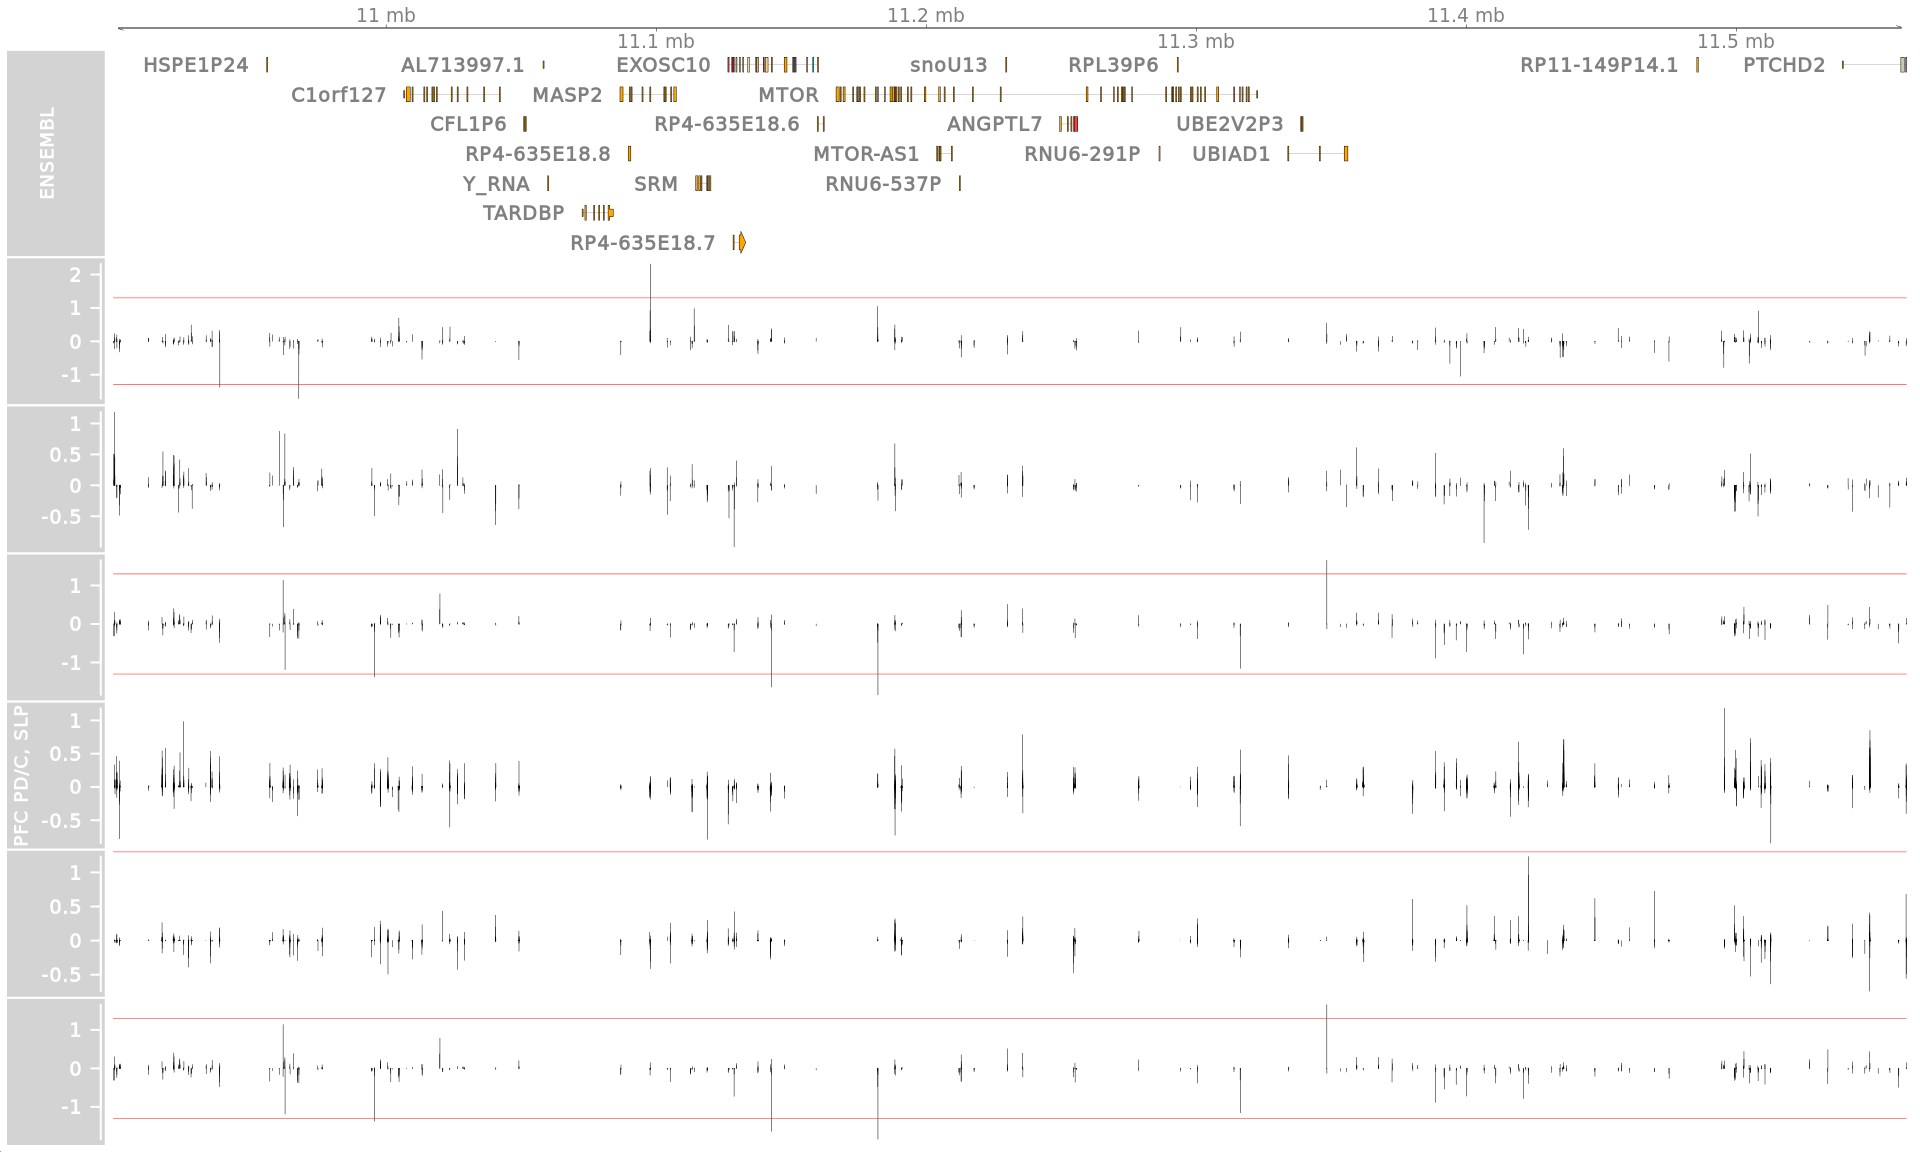 11 mb 11.2 mb 11.4 mb
11.1 mb 11.3 mb 11.5 mb
HSPE1P24 AL713997.1 EXOSC10 snoU13 RPL39P6 RP11-149P14.1 PTCHD2
C1orf127 MASP2 MTOR
CFL1P6 RP4-635E18.6 ANGPTL7 UBE2V2P3
RP4-635E18.8 MTOR-AS1 RNU6-291P UBIAD1
Y_RNA SRM RNU6-537P
TARDBP
RP4-635E18.7
ENSEMBL
2
1
0
-1
1
0.5
0
-0.5
1
0
-1
PFC PD/C, SLP
1
0.5
0
-0.5
1
0.5
0
-0.5
1
0
-1